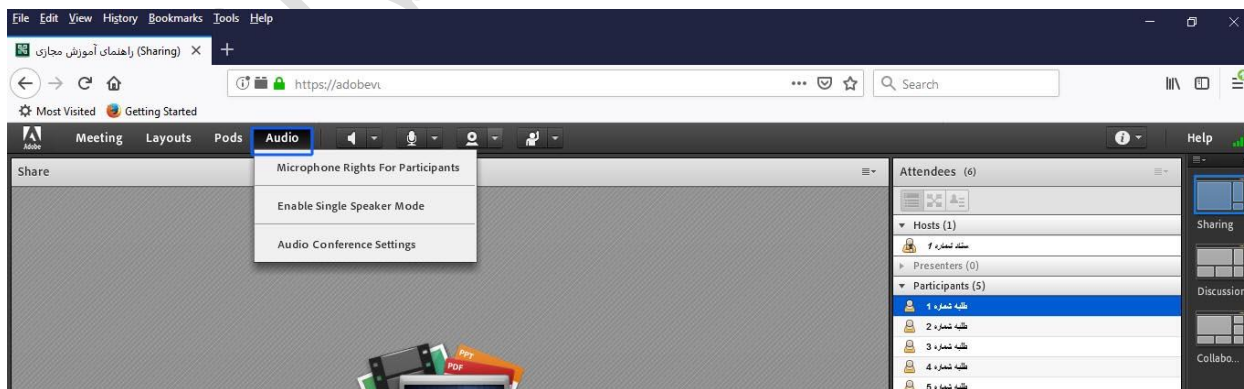 File Edit View History Bookmarks Tools Help
راهنمای آموزش مجازی (Sharing)
https://adobevu
Search
Most Visited Getting Started
Adobe Meeting Layouts Pods Audio Help
Share
Microphone Rights For Participants
Enable Single Speaker Mode
Audio Conference Settings
PPT
PDF
Attendees (6)
Hosts (1)
ستاد شماره 1
Presenters (0)
Participants (5)
طلبه شماره 1
طلبه شماره 2
طلبه شماره 3
طلبه شماره 4
طلبه شماره 5
Sharing
Discussion
Collabo...